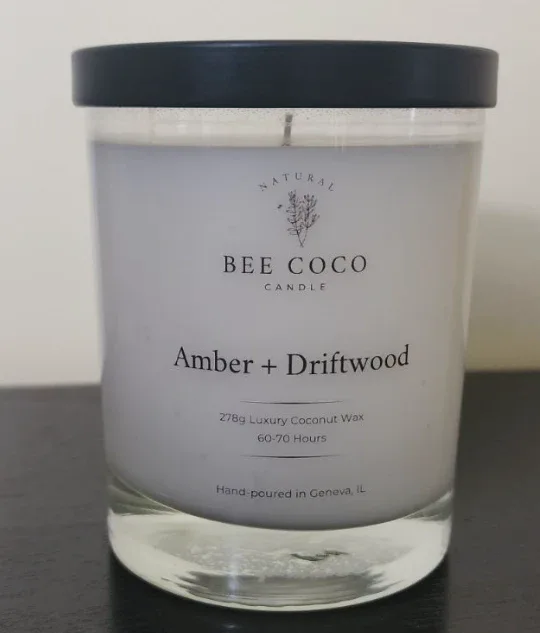 NATURAL
BEE COCO
CANDLE
Amber + Driftwood
278g Luxury Coconut Wax
60-70 Hours
Hand-poured in Geneva, IL